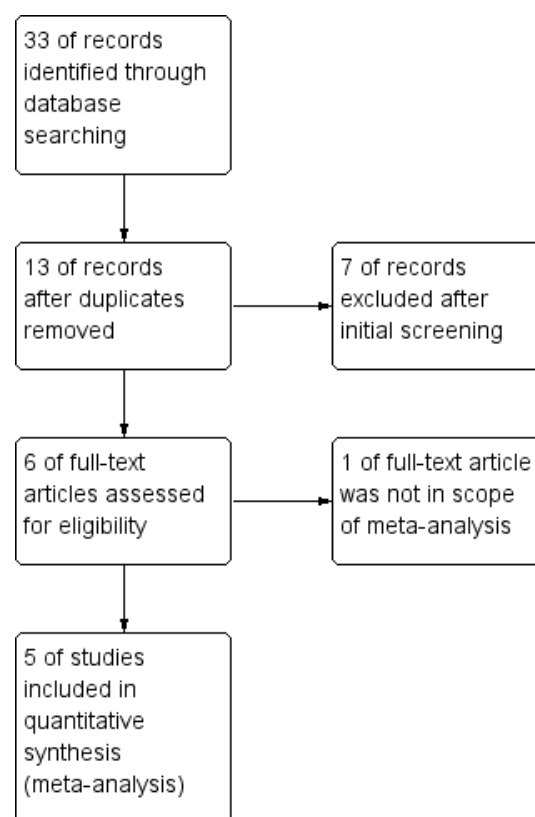 33 of records
identified through
database
searching
13 of records
after duplicates
removed
7 of records
excluded after
initial screening
6 of full-text
articles assessed
for eligibility
1 of full-text article
was not in scope
of meta-analysis
5 of studies
included in
quantitative
synthesis
(meta-analysis)